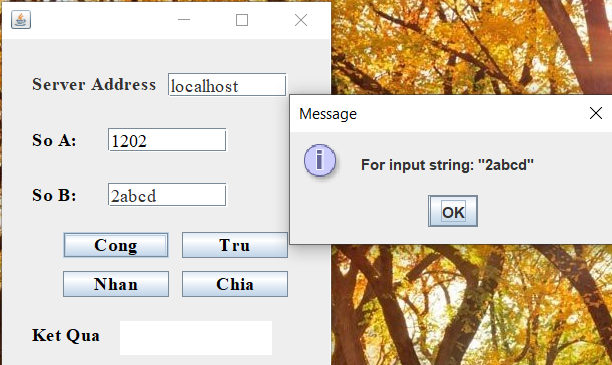 Server Address localhost
So A: 1202
So B: 2abcd
Cong Tru
Nhan Chia
Ket Qua
Message
For input string: "2abcd"
OK